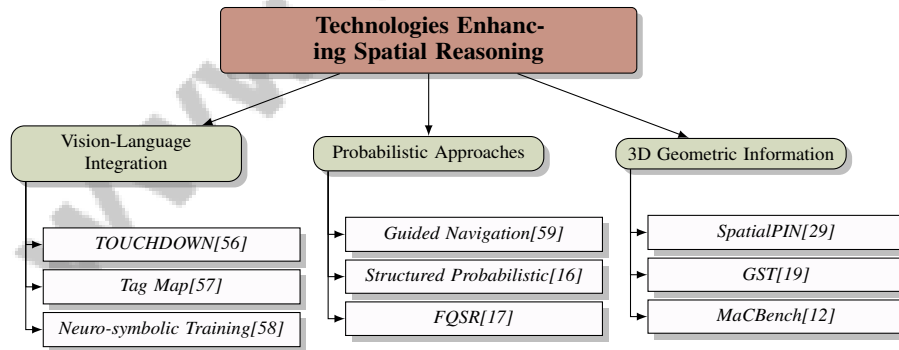 Technologies Enhanc-
ing Spatial Reasoning
Vision-Language
Integration
TOUCHDOWN[56]
Tag Map[57]
Neuro-symbolic Training[58]
Probabilistic Approaches
Guided Navigation[59]
Structured Probabilistic[16]
FQSR[17]
3D Geometric Information
SpatialPIN[29]
GST[19]
MaCBench[12]
www.